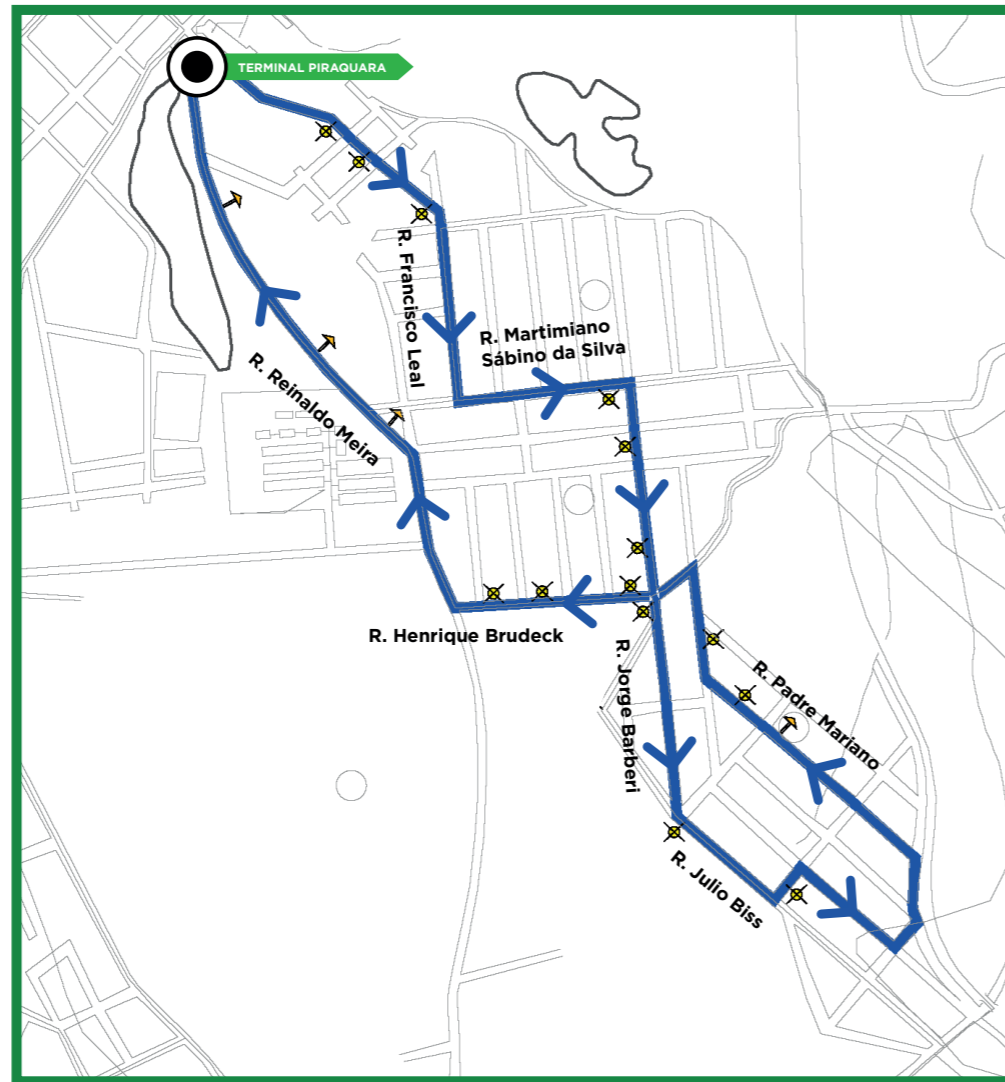 TERMINAL PIRAQUARA
R. Francisco Leal
R. Martimiano
Sábino da Silva
R. Reinaldo Meira
R. Henrique Brudeck
R. Jorge Barberi
R. Padre Mariano
R. Julio Biss